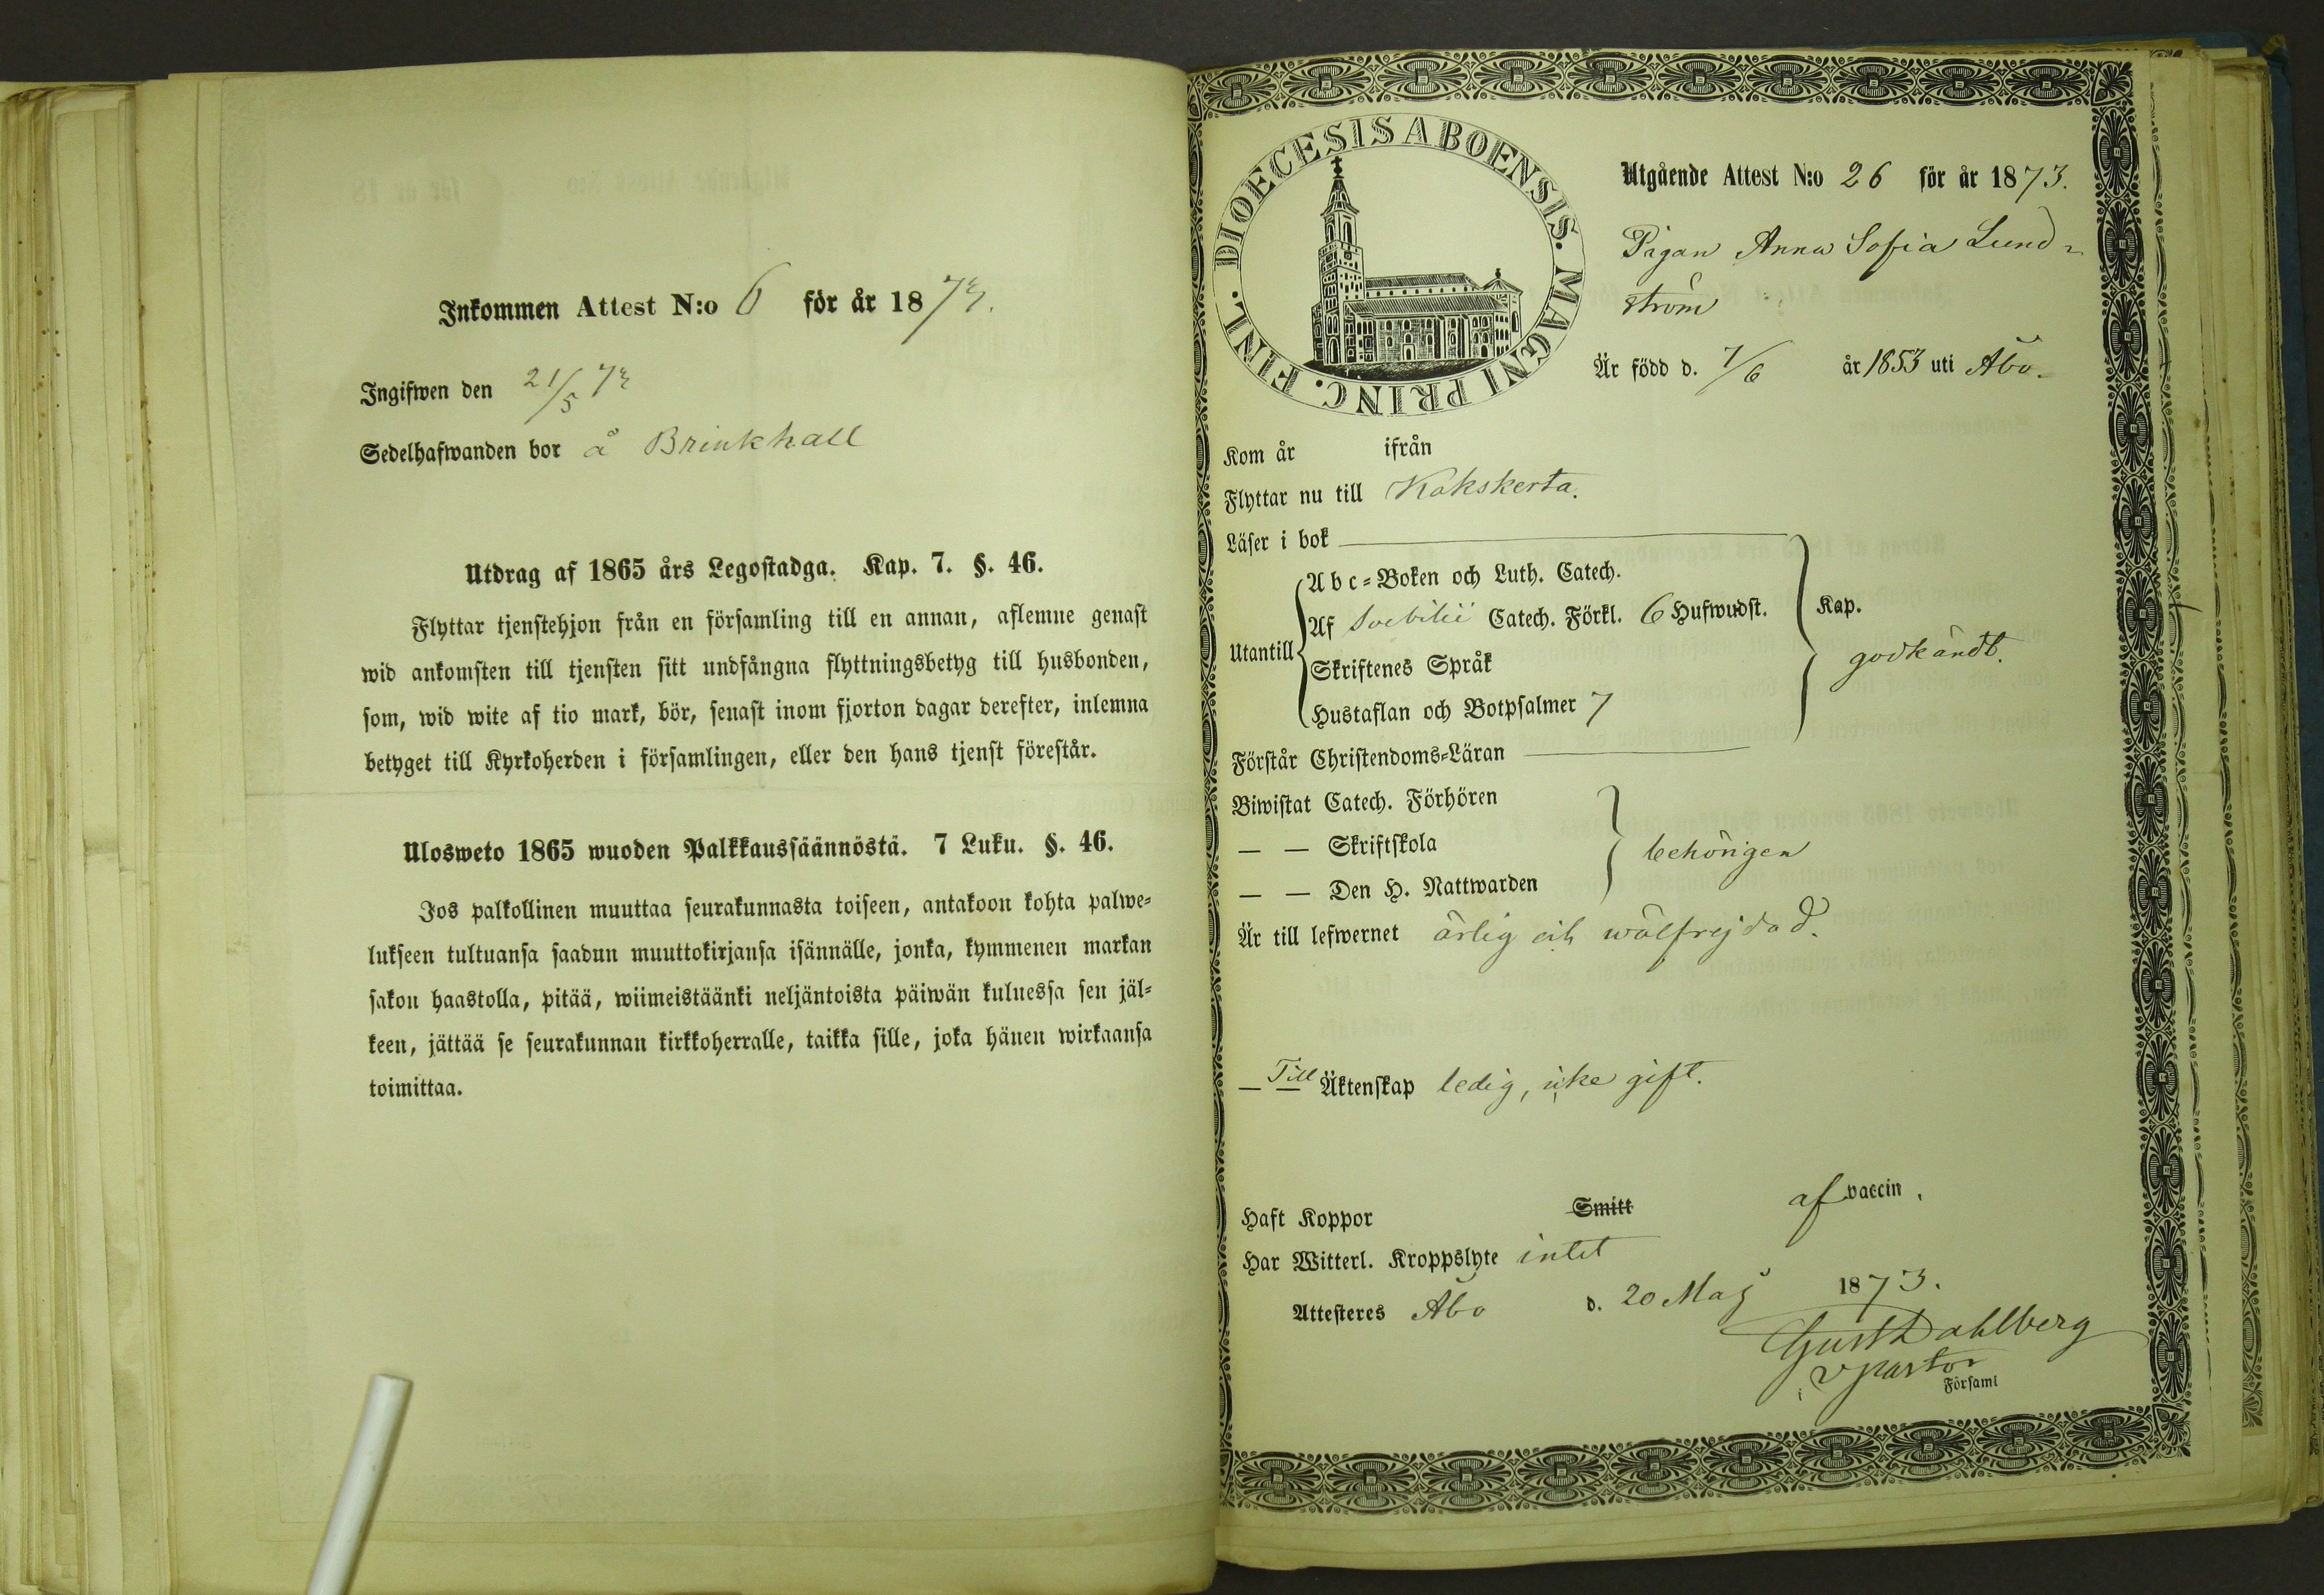 Inkommen Attest N:o 6 för år 1873.
Ingifwen den 21/5 73
Sedelhafwanden bor å Brinkhall
Utdrag af 1865 års Legostadga. Kap. 7. §. 46.
Flyttar tjenstehjon från en församling till en annan, aflemne genast
wid ankomsten till tjensten sitt undfångna flyttningsbetyg till husbonden,
som, wid wite af tio mark, bör, senast inom fjorton dagar derefter, inlemna
betyget till Kyrkoherden i församlingen, eller den hans tjenst förestår.
Ulosweto 1865 wuoden Palkkaussäännöstä. 7 Luku. §. 46.
Jos palkollinen muuttaa seurakunnasta toiseen, antakoon kohta palwe=
lukseen tultuansa saadun muuttokirjansa isännälle, jonka, kymmenen markan
sakon haastolla, pitää, wiimeistäänki neljäntoista päiwän kuluessa sen jäl=
keen, jättää se seurakunnan kirkkoherralle, taikka sille, joka hänen wirkaansa
toimittaa.
DIOECESIS ABOENSIS. MAGNI PRINC. FINL.
Utgående Attest N:o 26 för år 1873.
Pigan Anna Sofia Lund=
ström
Är född d. 7/6 år 1853 uti Åbo.
Kom år ifrån
Flyttar nu till Kakskerta.
Läser i bok
Abc=Boken och Luth. Catech.
Utantill Af Svebilii Catech. Förkl. 6 Hufwudst. Kap.
Skriftenes Språk godkändt.
Hustaflan och Botpsalmer 7
Förstår Christendoms=Läran
Biwistat Catech. Förhören
— — Skriftskola behörigen
— — Den H. Nattwarden
Är till lefwernet ärlig och wälfrejdad.
— Till — Äktenskap ledig, icke gift.
Haft Koppor Smitt af vaccin.
Har Witterl. Kroppslyte intet
Attesteres Åbo d. 20 Maj 1873.
Gust Dahlberg
v pastor
i Församl